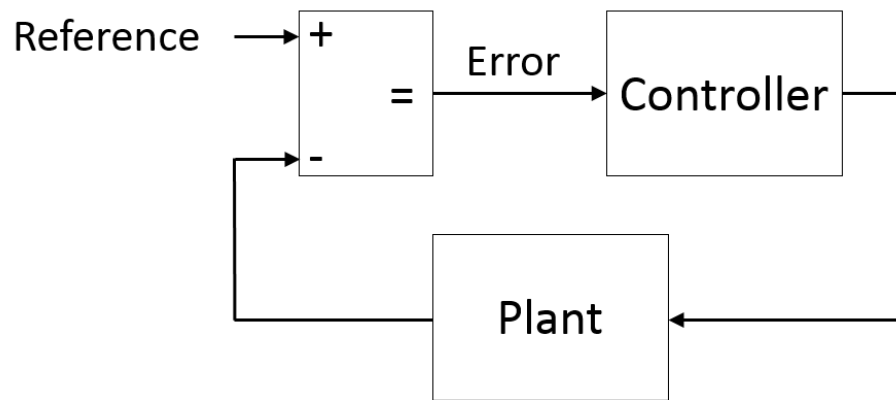 Reference
+
Error
=
Controller
-
Plant